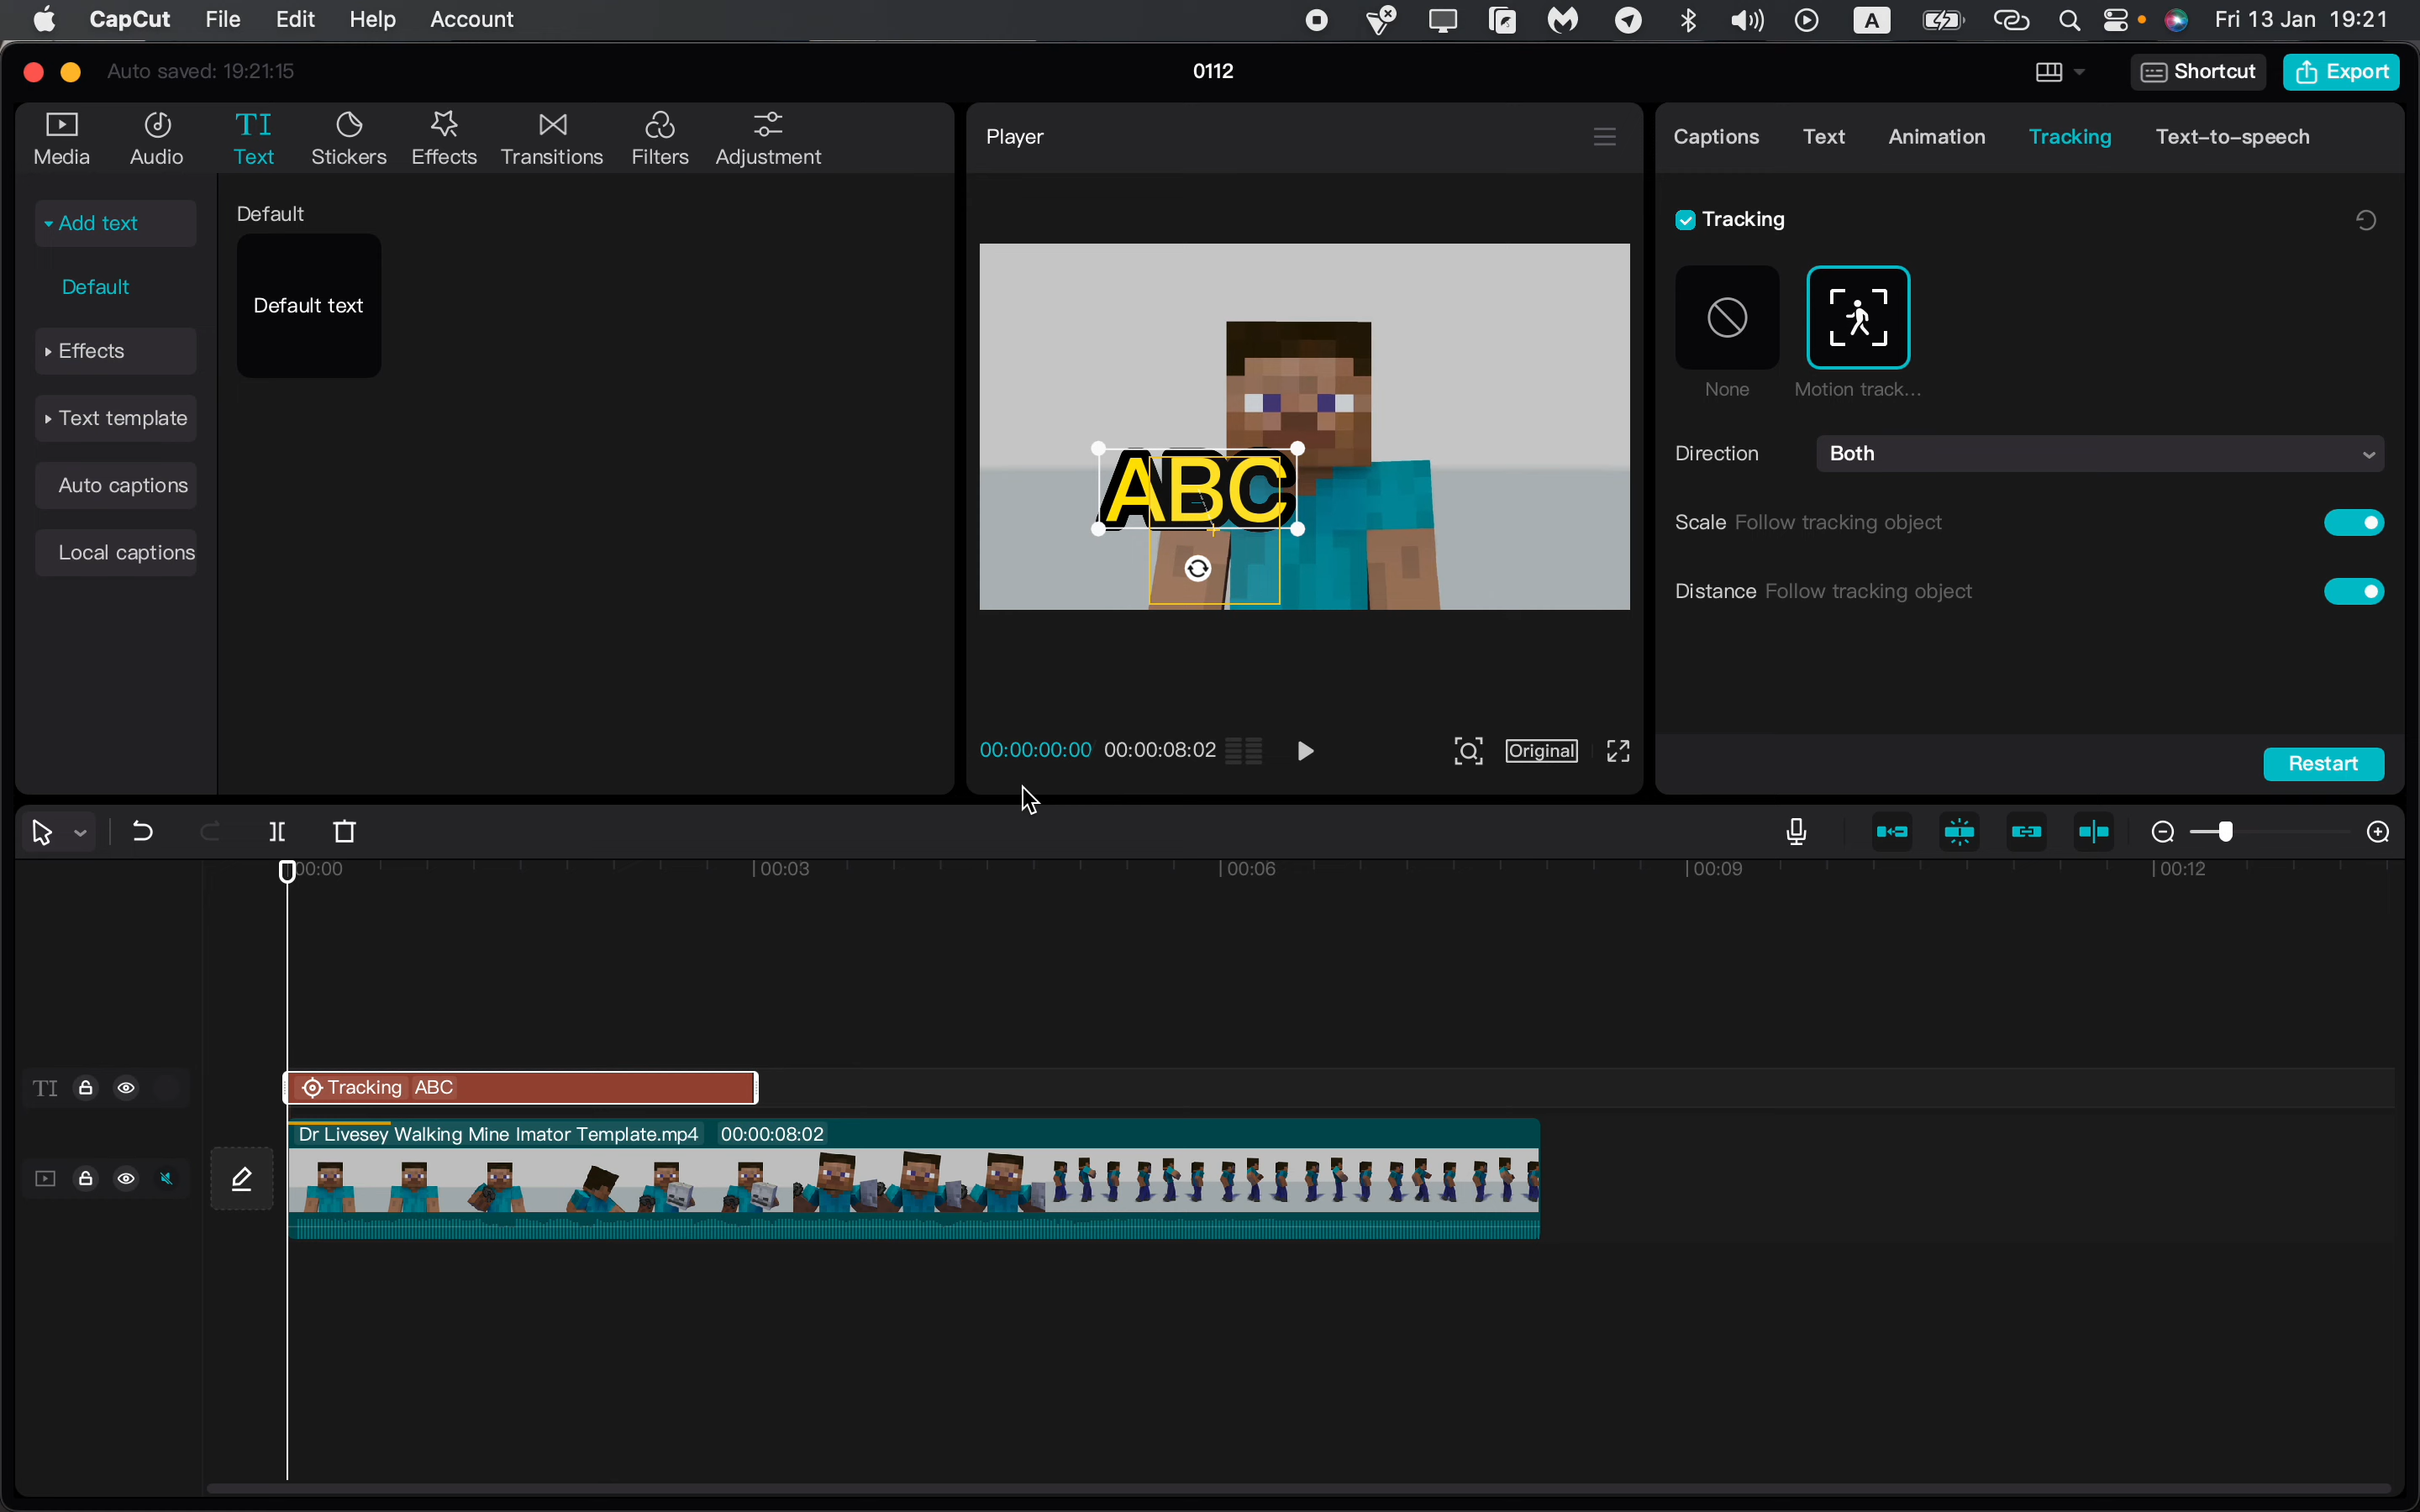 CapCut File Edit Help Account
A
Fri 13 Jan 19:21
Auto saved: 19:21:15
0112
Shortcut
Export
Media Audio Text Stickers Effects Transitions Filters Adjustment
TI
Add text
Default
Effects
Text template
Auto captions
Local captions
Default
Default text
Player
ABC
00:00:00:00 00:00:08:02
Original
Captions Text Animation Tracking Text-to-speech
Tracking
None Motion track...
Direction Both
Scale Follow tracking object
Distance Follow tracking object
Restart
00:00 00:03 00:06 00:09 00:12
TI
Tracking ABC
Dr Livesey Walking Mine Imator Template.mp4 00:00:08:02